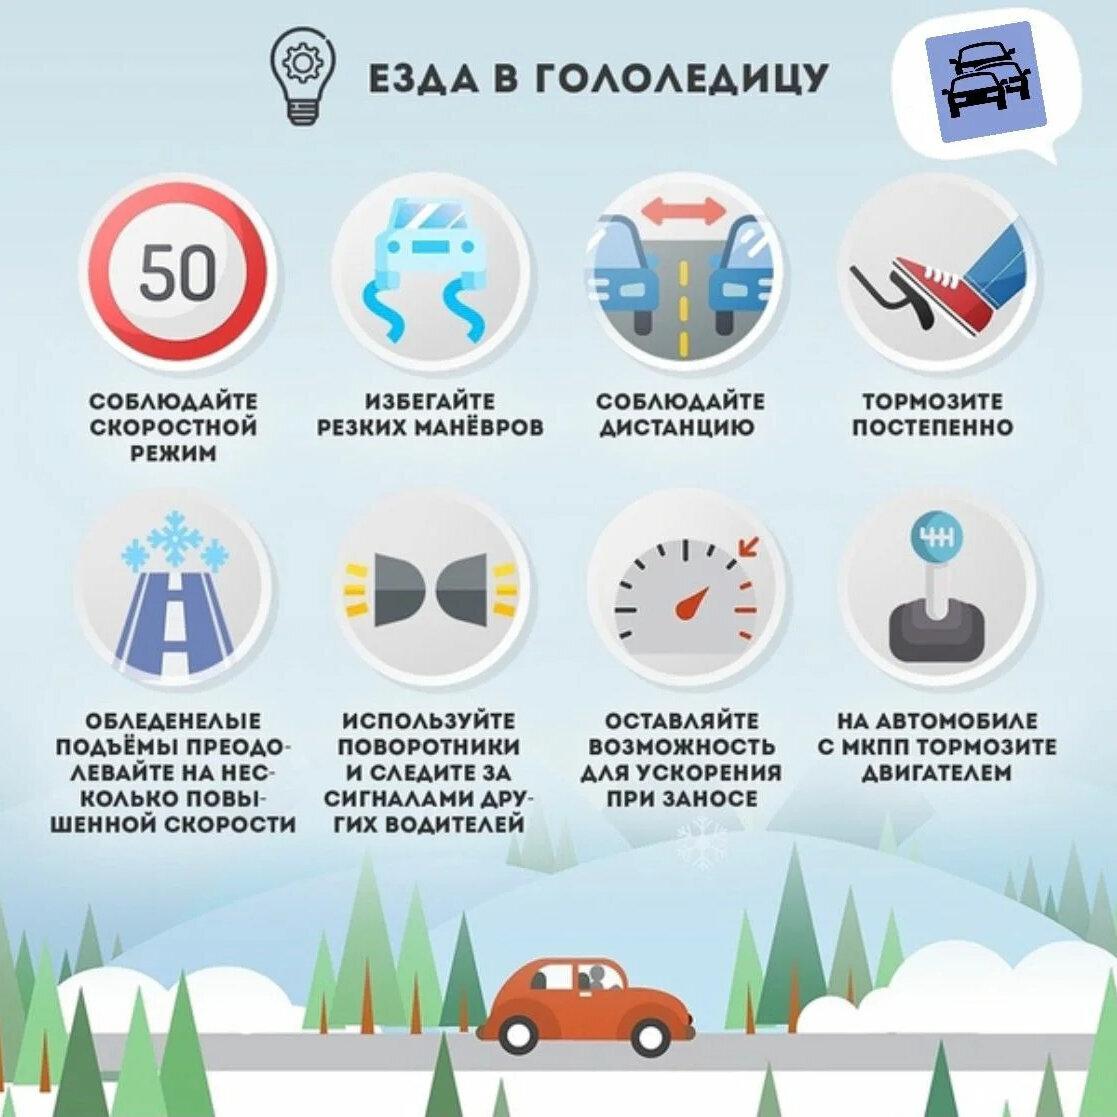 ЕЗДА В ГОЛОЛЕДИЦУ
50
СОБЛЮДАЙТЕ
СКОРОСТНОЙ
РЕЖИМ
ИЗБЕГАЙТЕ
РЕЗКИХ МАНЁВРОВ
СОБЛЮДАЙТЕ
ДИСТАНЦИЮ
ТОРМОЗИТЕ
ПОСТЕПЕННО
ОБЛЕДЕНЕЛЫЕ
ПОДЪЁМЫ ПРЕОДО-
ЛЕВАЙТЕ НА НЕС-
КОЛЬКО ПОВЫ-
ШЕННОЙ СКОРОСТИ
ИСПОЛЬЗУЙТЕ
ПОВОРОТНИКИ
И СЛЕДИТЕ ЗА
СИГНАЛАМИ ДРУ-
ГИХ ВОДИТЕЛЕЙ
ОСТАВЛЯЙТЕ
ВОЗМОЖНОСТЬ
ДЛЯ УСКОРЕНИЯ
ПРИ ЗАНОСЕ
НА АВТОМОБИЛЕ
С МКПП ТОРМОЗИТЕ
ДВИГАТЕЛЕМ